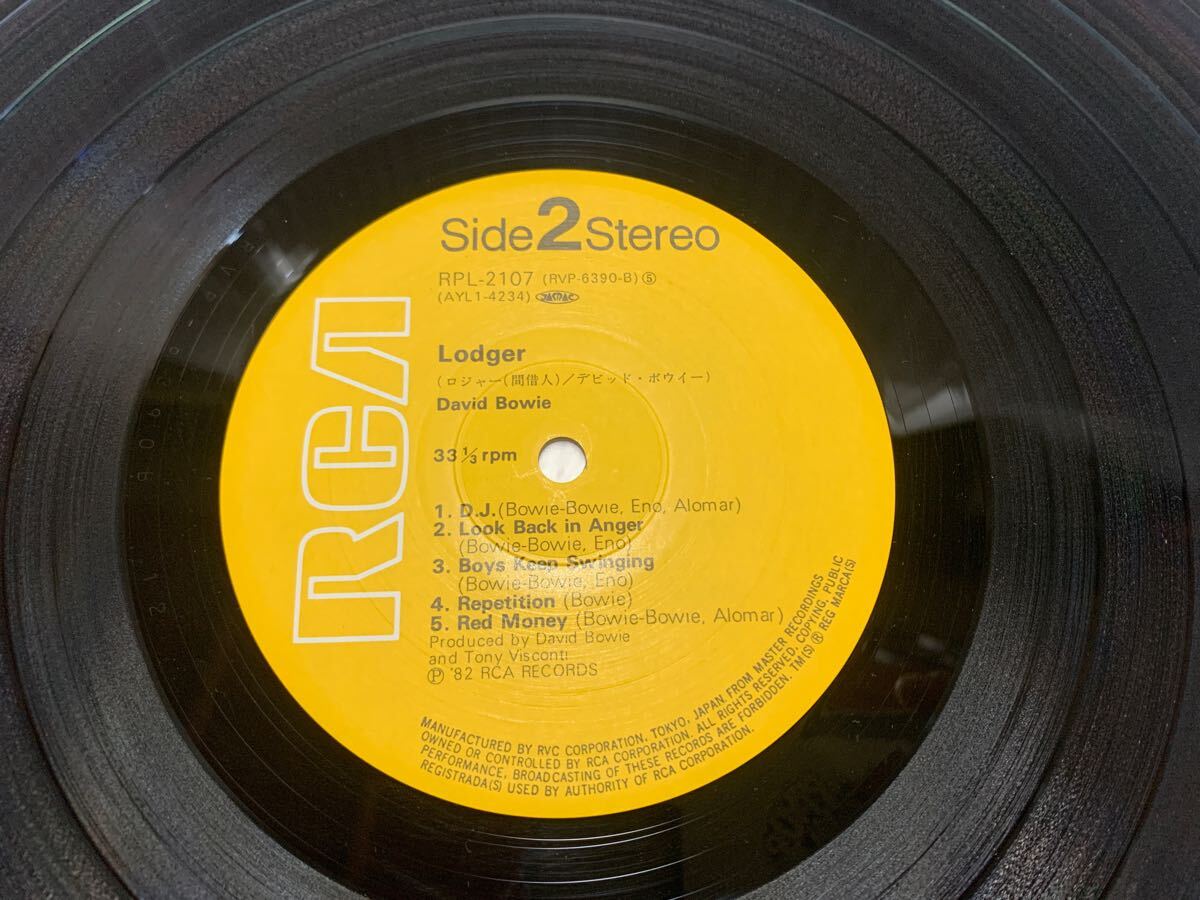 Side 2 Stereo
RPL-2107 (RVP-6390-B) ⑤
(AYL1-4234) JASRAC
Lodger
(ロジャー(間借人)/デビッド・ボウイー)
David Bowie
33 1/3 rpm
1. D.J. (Bowie-Bowie, Eno, Alomar)
2. Look Back in Anger
(Bowie-Bowie, Eno)
3. Boys Keep Swinging
(Bowie-Bowie, Eno)
4. Repetition (Bowie)
5. Red Money (Bowie-Bowie, Alomar)
Produced by David Bowie
and Tony Visconti
Ⓟ '82 RCA RECORDS
RCA
MANUFACTURED BY RVC CORPORATION, TOKYO, JAPAN, FROM MASTER RECORDINGS
OWNED OR CONTROLLED BY RCA CORPORATION. ALL RIGHTS RESERVED, COPYING, PUBLIC
PERFORMANCE, BROADCASTING OF THESE RECORDS ARE FORBIDDEN. TM(S) ® REG MARCA(S)
REGISTRADA(S) USED BY AUTHORITY OF RCA CORPORATION.